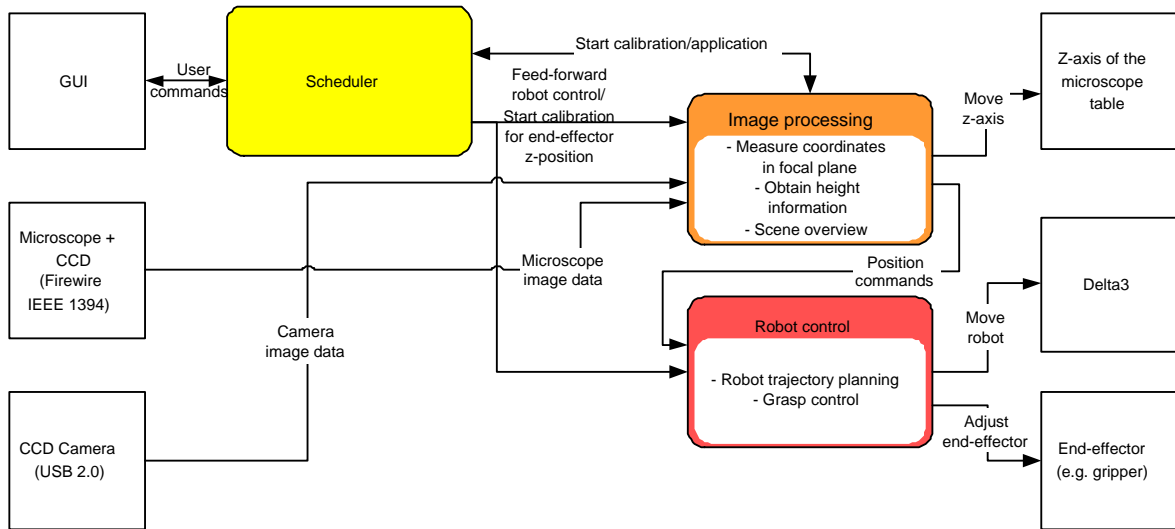 GUI
User
commands
Scheduler
Start calibration/application
Feed-forward
robot control/
Start calibration
for end-effector
z-position
Image processing
- Measure coordinates
in focal plane
- Obtain height
information
- Scene overview
Move
z-axis
Z-axis of the
microscope
table
Microscope +
CCD
(Firewire
IEEE 1394)
Microscope
image data
Camera
image data
Position
commands
Robot control
- Robot trajectory planning
- Grasp control
Move
robot
Delta3
CCD Camera
(USB 2.0)
Adjust
end-effector
End-effector
(e.g. gripper)